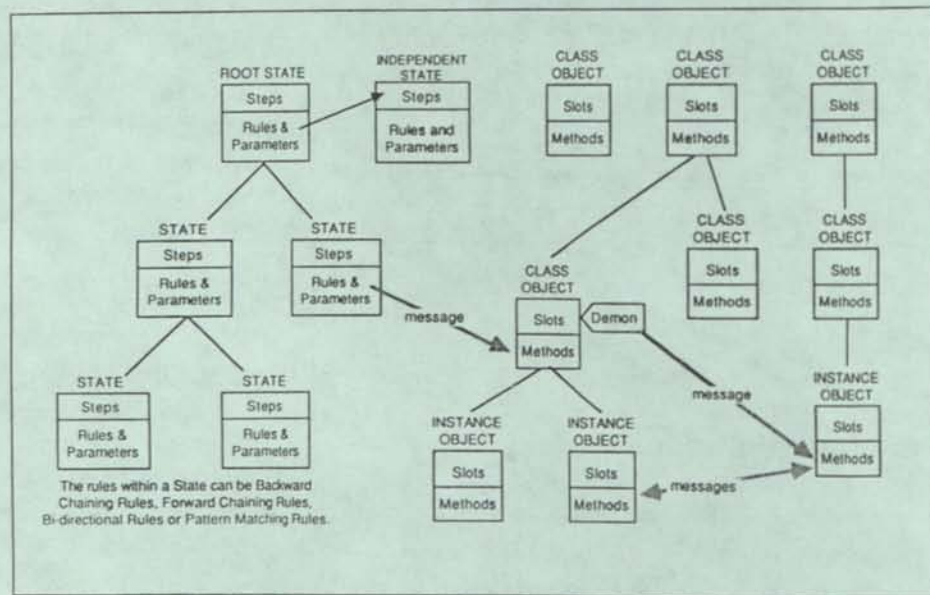 ROOT STATE
Steps
Rules &
Parameters
INDEPENDENT
STATE
Steps
Rules and
Parameters
CLASS
OBJECT
Slots
Methods
CLASS
OBJECT
Slots
Methods
CLASS
OBJECT
Slots
Methods
STATE
Steps
Rules &
Parameters
STATE
Steps
Rules &
Parameters
message
CLASS
OBJECT
Slots
Methods
Demon
CLASS
OBJECT
Slots
Methods
CLASS
OBJECT
Slots
Methods
STATE
Steps
Rules &
Parameters
STATE
Steps
Rules &
Parameters
INSTANCE
OBJECT
Slots
Methods
INSTANCE
OBJECT
Slots
Methods
message
messages
INSTANCE
OBJECT
Slots
Methods
The rules within a State can be Backward
Chaining Rules, Forward Chaining Rules,
Bi-directional Rules or Pattern Matching Rules.